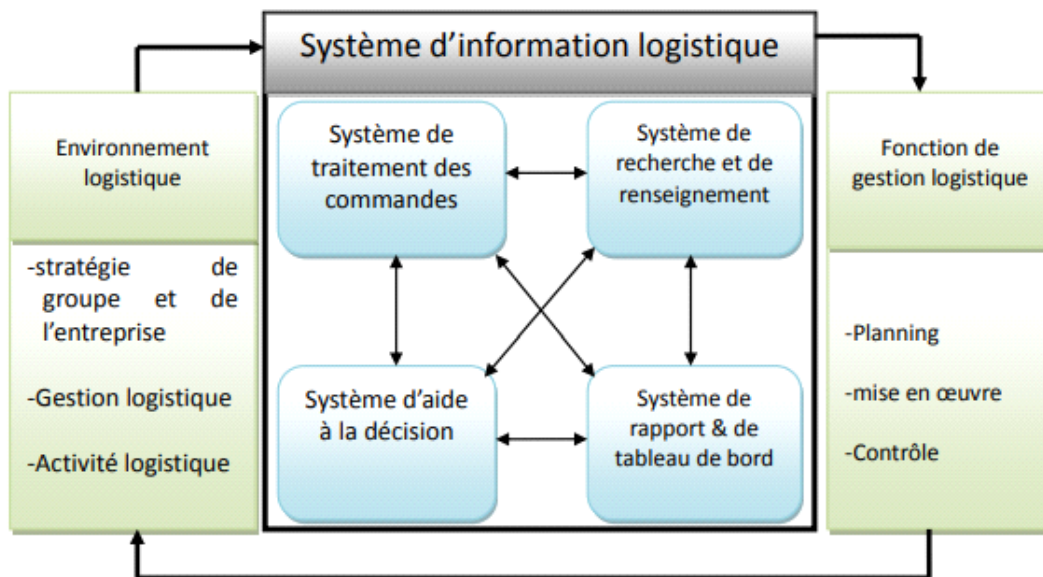 Système d'information logistique
Environnement
logistique
-stratégie de
groupe et de
l'entreprise
-Gestion logistique
-Activité logistique
Système de
traitement des
commandes
Système de
recherche et de
renseignement
Système d'aide
à la décision
Système de
rapport & de
tableau de bord
Fonction de
gestion logistique
-Planning
-mise en œuvre
-Contrôle